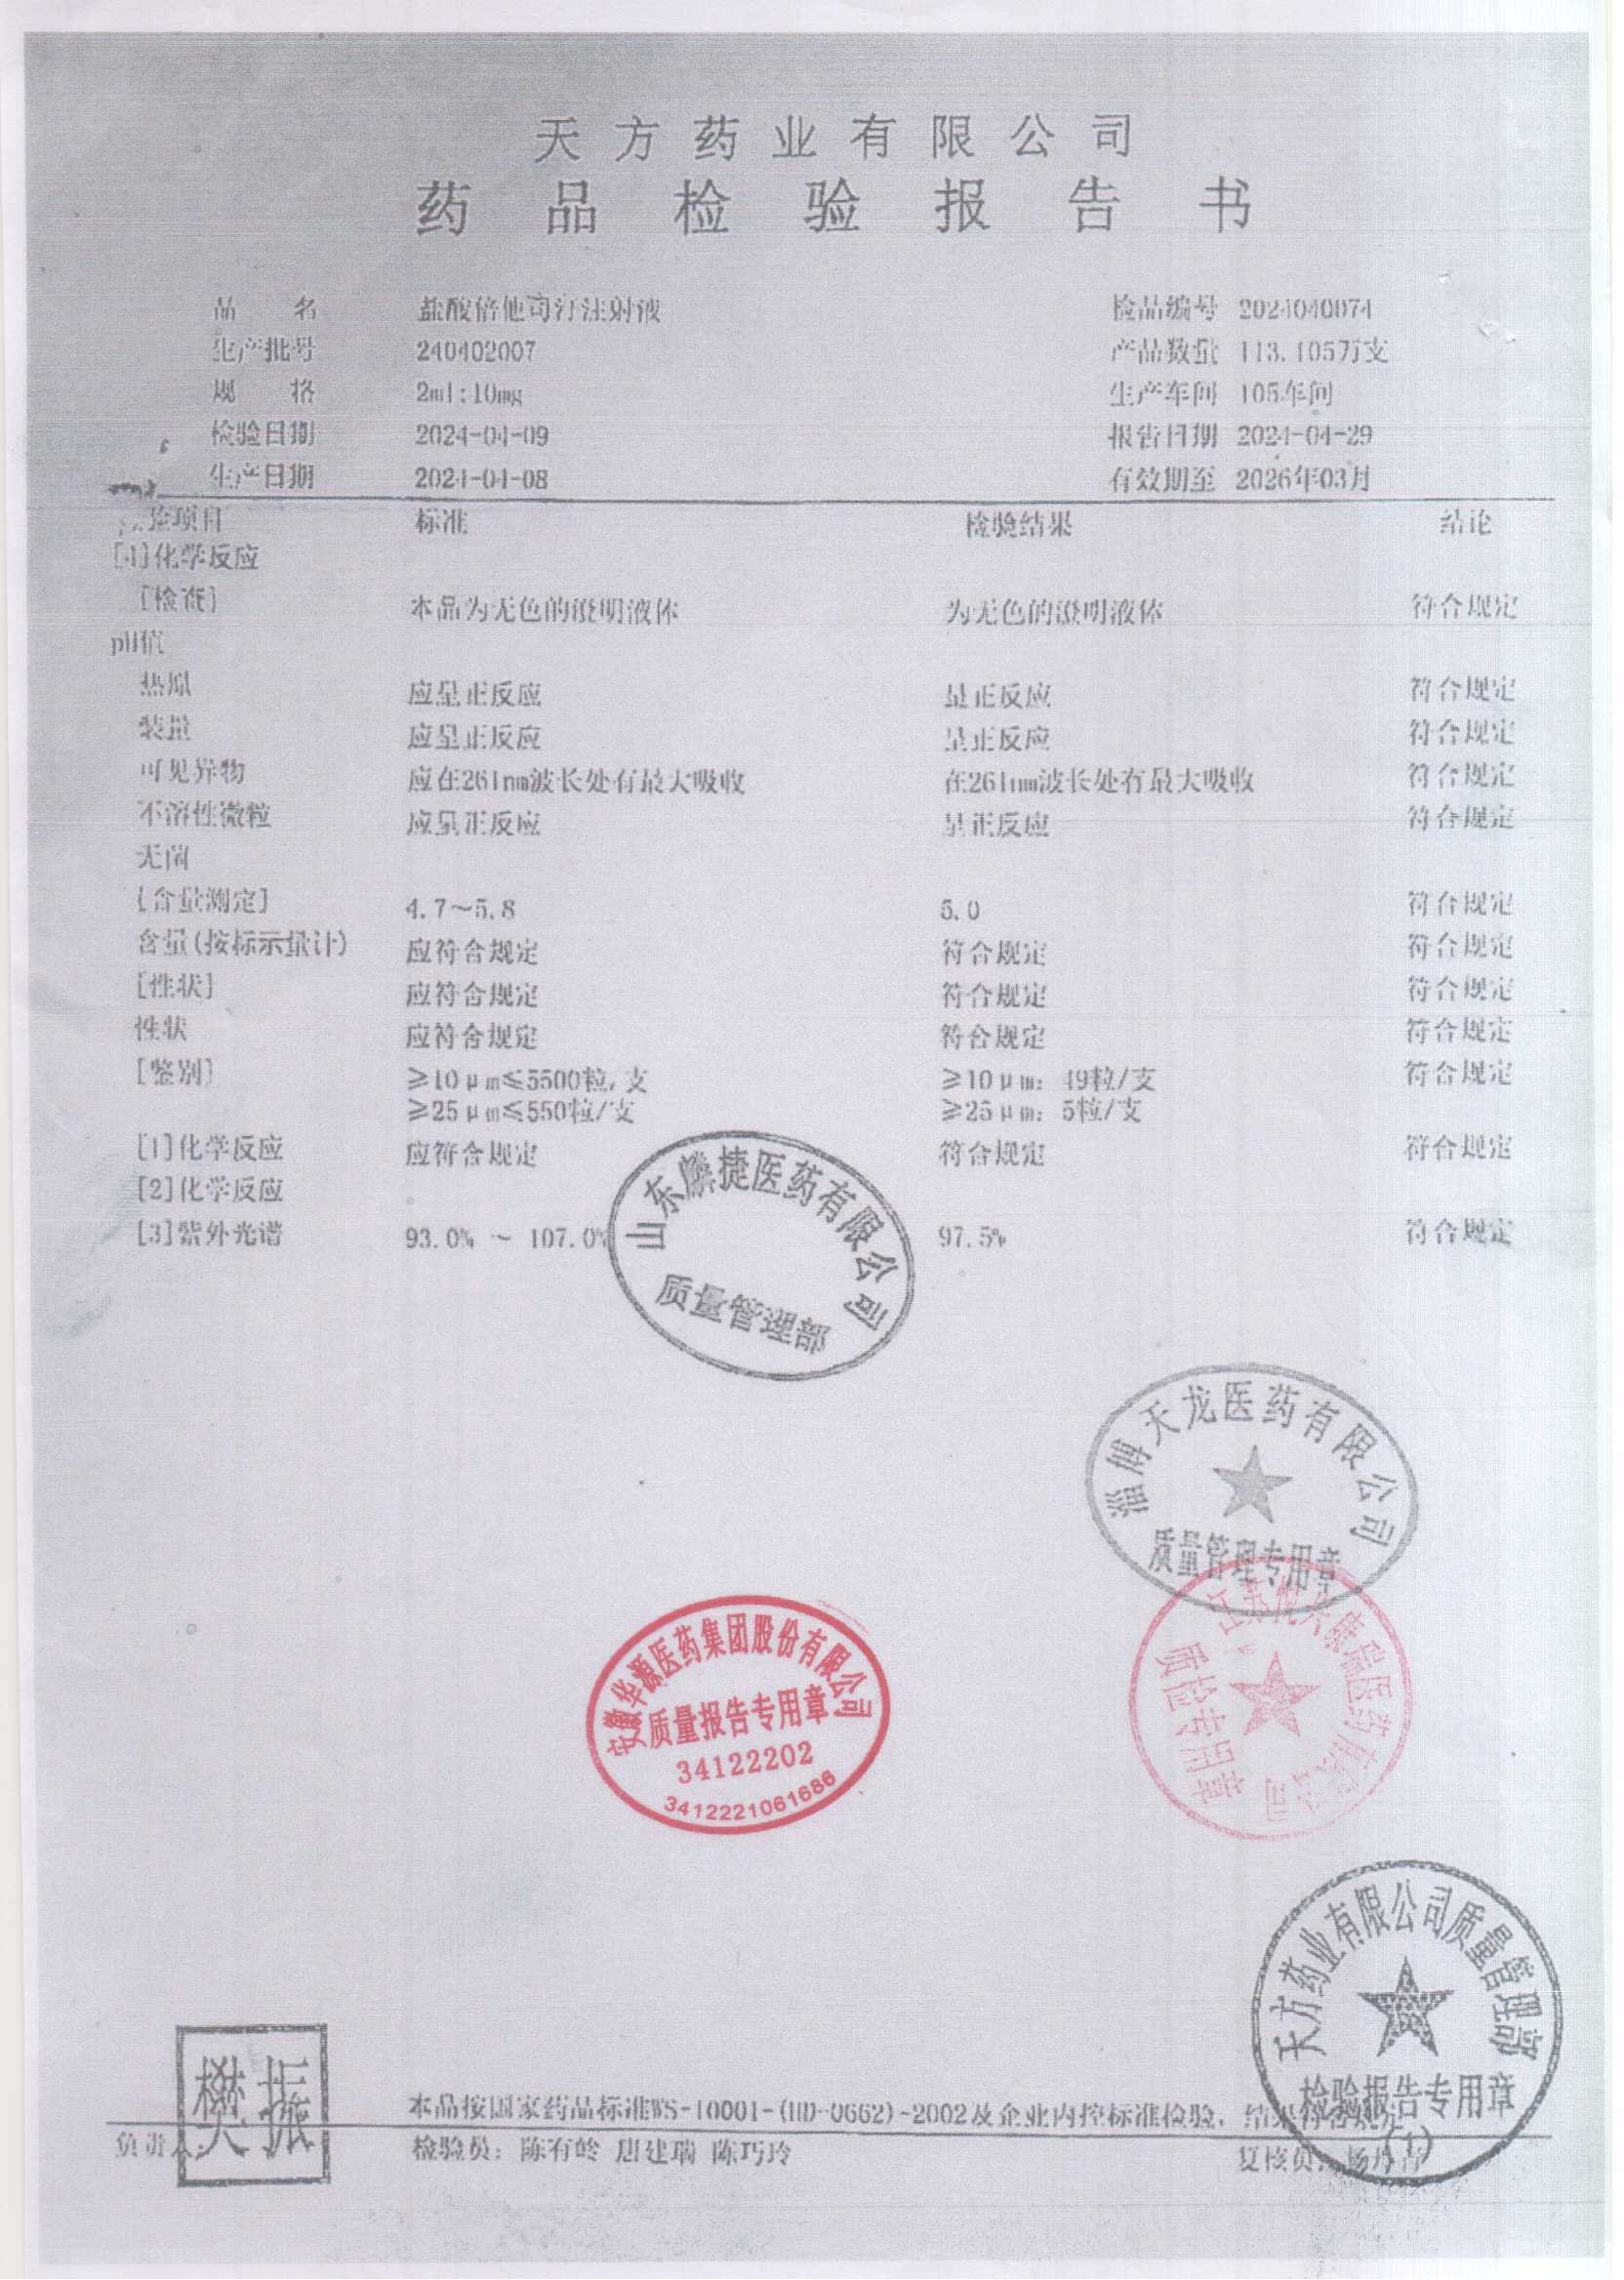 天方药业有限公司
药品检验报告书
品 名 盐酸倍他司汀注射液 检品编号 2024040074
生产批号 240402007 产品数量 113.105万支
规 格 2ml:10mg 生产车间 105车间
检验日期 2024-04-09 报告日期 2024-04-29
生产日期 2024-04-08 有效期至 2026年03月
项目 标准 检验结果 结论
[4]化学反应
[检查] 本品为无色的澄明液体 为无色的澄明液体 符合规定
pH值
热原 应呈正反应 呈正反应 符合规定
装量 应呈正反应 呈正反应 符合规定
可见异物 应在261nm波长处有最大吸收 在261nm波长处有最大吸收 符合规定
不溶性微粒 应呈正反应 呈正反应 符合规定
无菌
[含量测定] 4.7～5.8 5.0 符合规定
含量(按标示量计) 应符合规定 符合规定 符合规定
[性状] 应符合规定 符合规定 符合规定
性状 应符合规定 符合规定 符合规定
[鉴别] ≥10μm≤5500粒/支 ≥10μm: 49粒/支 符合规定
≥25μm≤550粒/支 ≥25μm: 5粒/支
[1]化学反应 应符合规定 符合规定 符合规定
[2]化学反应
[3]紫外光谱 93.0% ～ 107.0% 97.5% 符合规定
山东麟捷医药有限公司
质量管理部
淄博天龙医药有限公司
质量管理专用章
安徽华源医药集团股份有限公司
质量报告专用章
34122202
3412221061686
康瑞医药有限公司
质检专用章
天方药业有限公司质量管理部
检验报告专用章
(1)
樊振
本品按国家药品标准WS-10001-(HD-0662)-2002及企业内控标准检验，结果符合规定
负责人: 检验员：陈有岭 唐建瑞 陈巧玲 复核员：杨